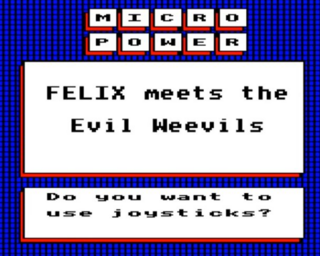 MICRO
POWER
FELIX meets the
Evil Weevils
Do you want to
use joysticks?